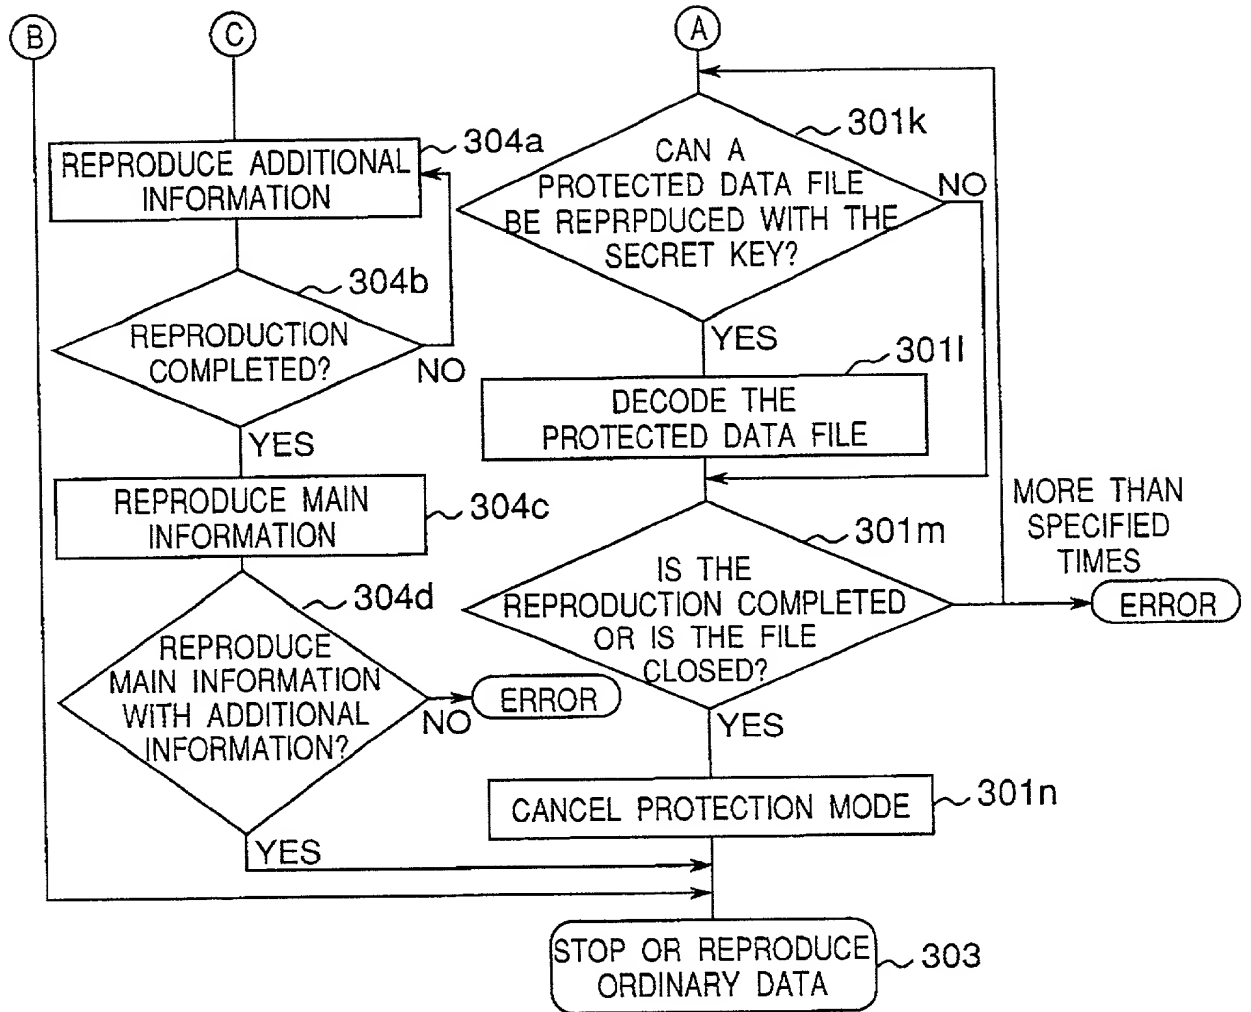 B
C
A
304a
REPRODUCE ADDITIONAL
INFORMATION
304b
REPRODUCTION
COMPLETED?
NO
YES
REPRODUCE MAIN
INFORMATION
304c
304d
REPRODUCE
MAIN INFORMATION
WITH ADDITIONAL
INFORMATION?
NO
ERROR
YES
301k
CAN A
PROTECTED DATA FILE
BE REPRPDUCED WITH THE
SECRET KEY?
NO
YES
301l
DECODE THE
PROTECTED DATA FILE
301m
IS THE
REPRODUCTION COMPLETED
OR IS THE FILE
CLOSED?
MORE THAN
SPECIFIED
TIMES
ERROR
YES
CANCEL PROTECTION MODE
301n
STOP OR REPRODUCE
ORDINARY DATA
303